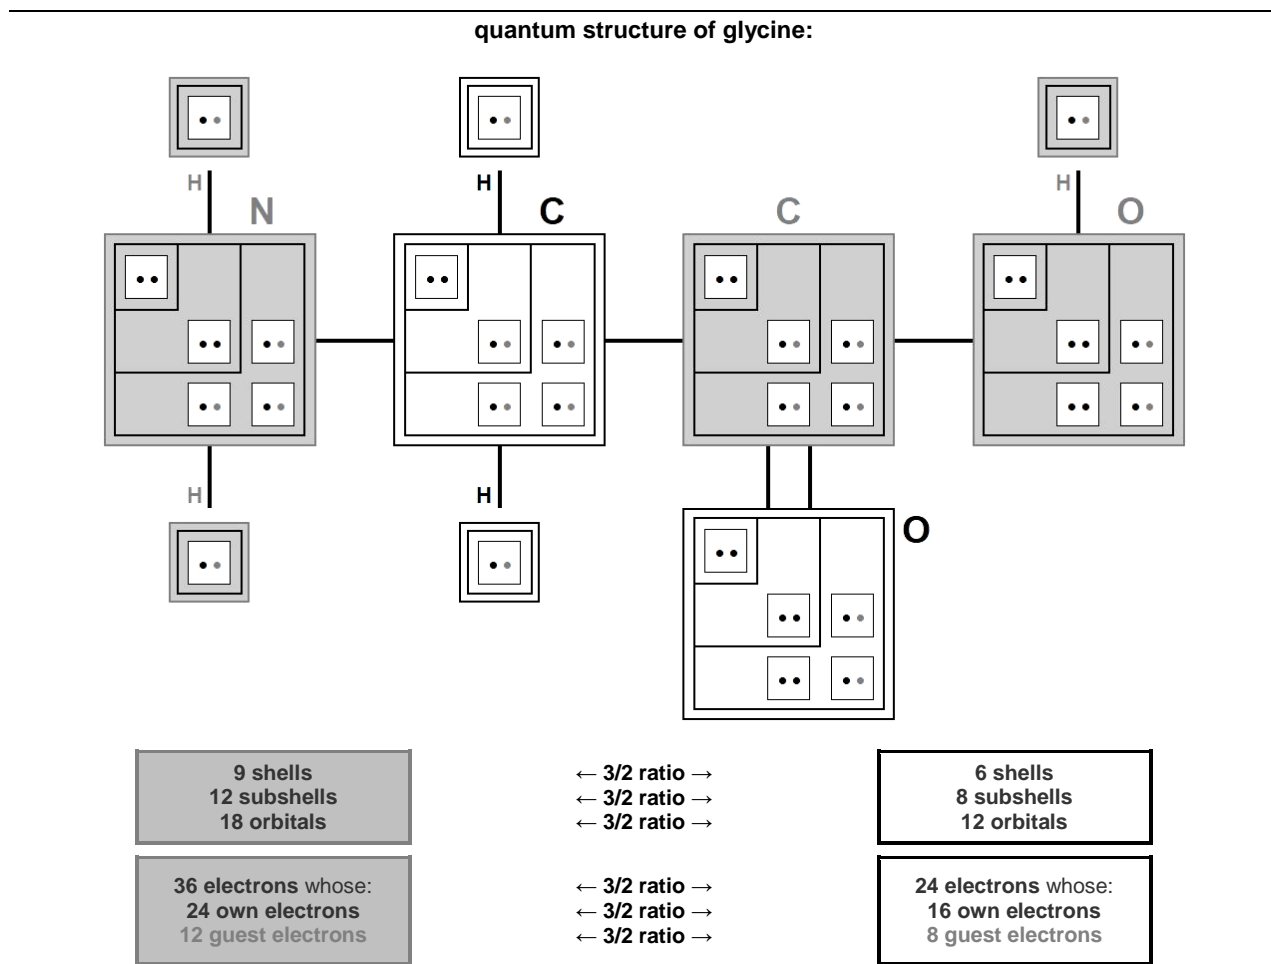 quantum structure of glycine:
H H H
N C C O
H H
O
9 shells ← 3/2 ratio → 6 shells
12 subshells ← 3/2 ratio → 8 subshells
18 orbitals ← 3/2 ratio → 12 orbitals
36 electrons whose: ← 3/2 ratio → 24 electrons whose:
24 own electrons ← 3/2 ratio → 16 own electrons
12 guest electrons ← 3/2 ratio → 8 guest electrons